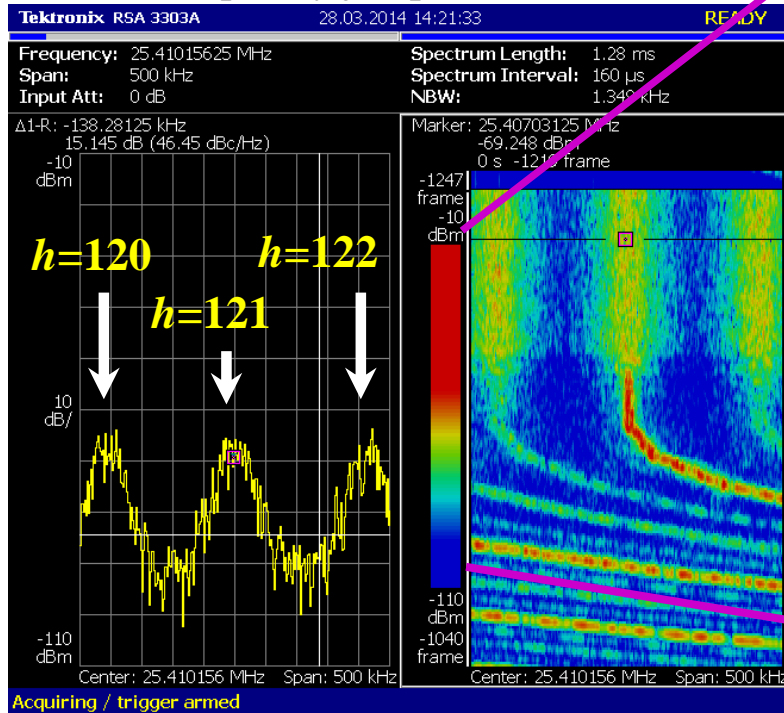 Tektronix RSA 3303A 28.03.2014 14:21:33 READY
Frequency: 25.41015625 MHz
Span: 500 kHz
Input Att: 0 dB
Spectrum Length: 1.28 ms
Spectrum Interval: 160 µs
NBW: 1.349 kHz
Δ1-R: -138.28125 kHz
15.145 dB (46.45 dBc/Hz)
-10
dBm
h=120
h=121
h=122
10
dB/
-110
dBm
Center: 25.410156 MHz Span: 500 kHz
Marker: 25.40703125 MHz
-69.248 dBm
0 s -1219 frame
-1247
frame
-10
dBm
-110
dBm
-1040
frame
Center: 25.410156 MHz Span: 500 kHz
Acquiring / trigger armed